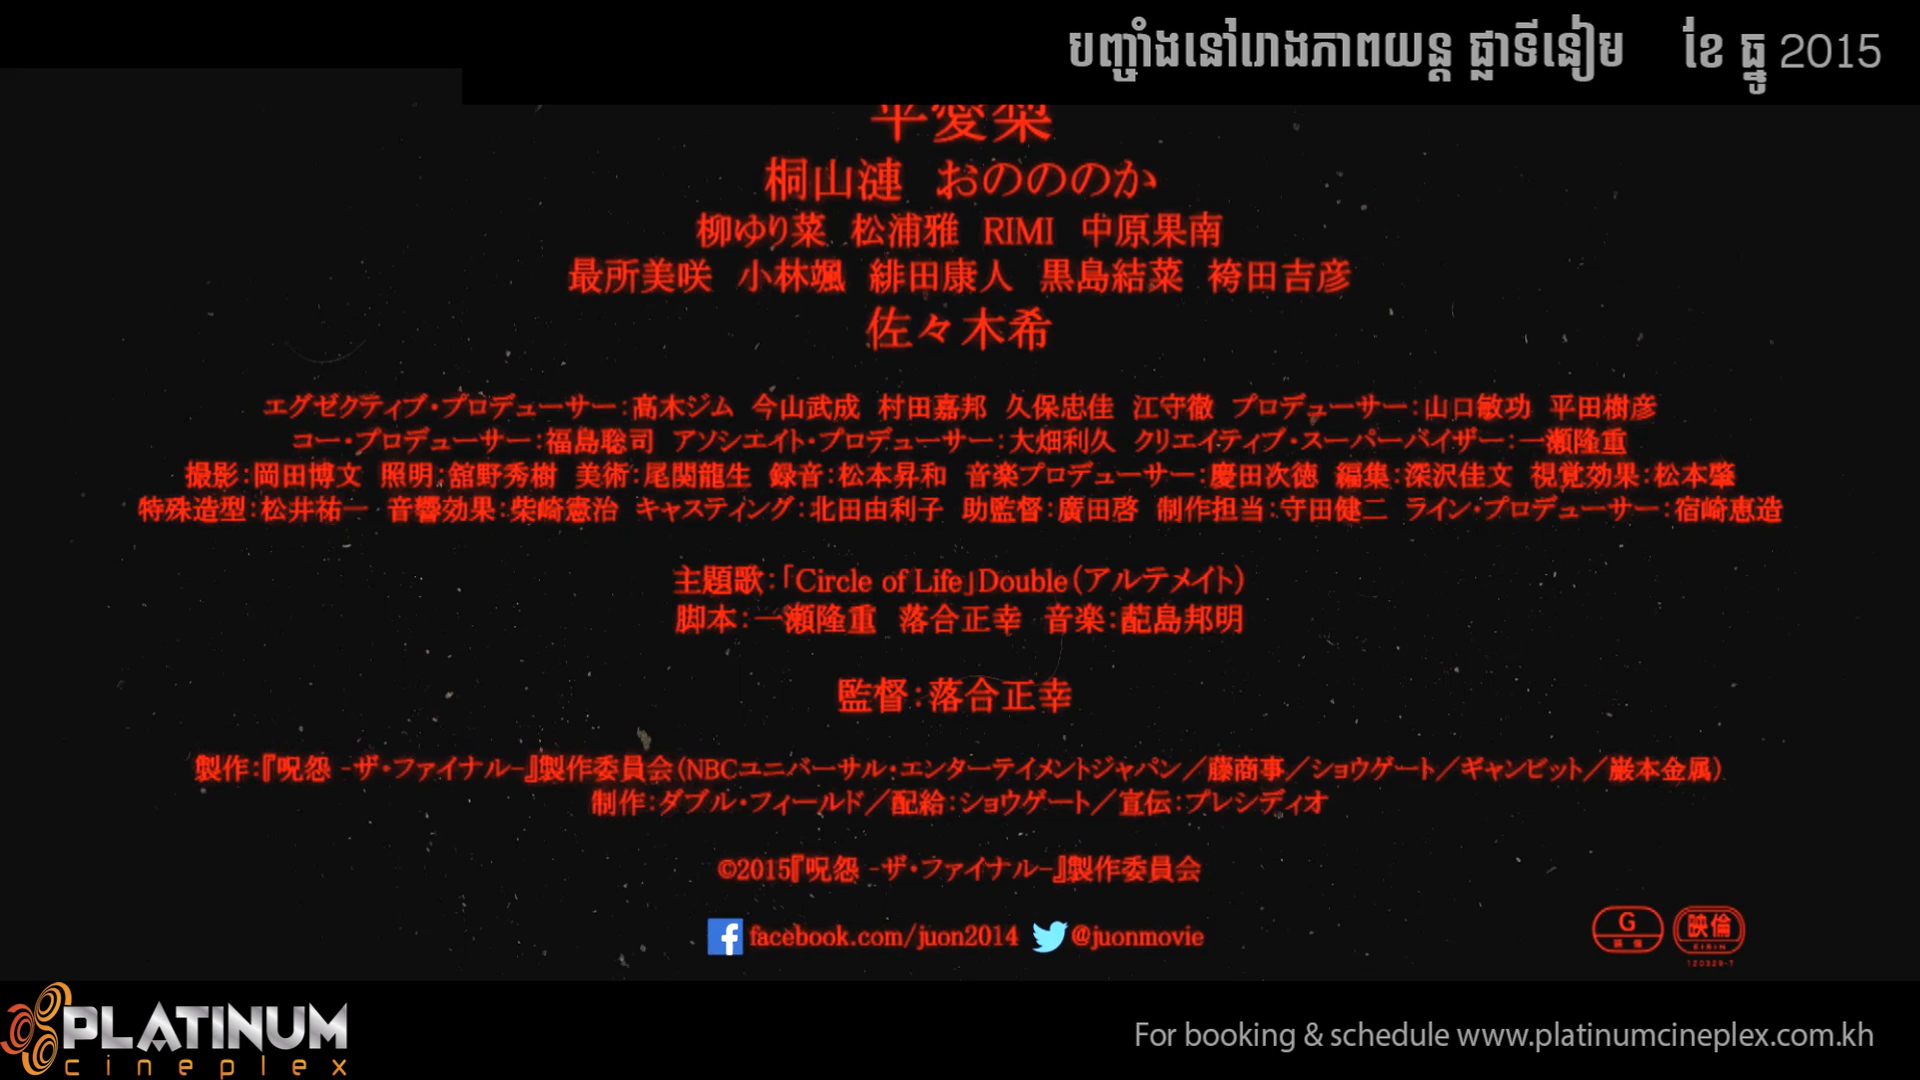 បញ្ចាំងនៅរោងភាពយន្ត ផ្លាទីនៀម ខែ ធ្នូ 2015
平愛梨
桐山漣 おのののか
柳ゆり菜 松浦雅 RIMI 中原果南
最所美咲 小林颯 緋田康人 黒島結菜 袴田吉彦
佐々木希
エグゼクティブ・プロデューサー：高木ジム 今山武成 村田嘉邦 久保忠佳 江守徹 プロデューサー：山口敏功 平田樹彦
コー・プロデューサー：福島聡司 アソシエイト・プロデューサー：大畑利久 クリエイティブ・スーパーバイザー：一瀬隆重
撮影：岡田博文 照明：舘野秀樹 美術：尾関龍生 録音：松本昇和 音楽プロデューサー：慶田次徳 編集：深沢佳文 視覚効果：松本肇
特殊造型：松井祐一 音響効果：柴崎憲治 キャスティング：北田由利子 助監督：廣田啓 制作担当：守田健二 ライン・プロデューサー：宿崎恵造
主題歌：「Circle of Life」Double（アルテメイト）
脚本：一瀬隆重 落合正幸 音楽：蓜島邦明
監督：落合正幸
製作：『呪怨 -ザ・ファイナル-』製作委員会（NBCユニバーサル・エンターテイメントジャパン／藤商事／ショウゲート／ギャンビット／巌本金属）
制作：ダブル・フィールド／配給：ショウゲート／宣伝：プレシディオ
©2015『呪怨 -ザ・ファイナル-』製作委員会
facebook.com/juon2014 @juonmovie
G 映倫 映倫 EIRIN
120329-7
PLATINUM
cineplex
For booking & schedule www.platinumcineplex.com.kh